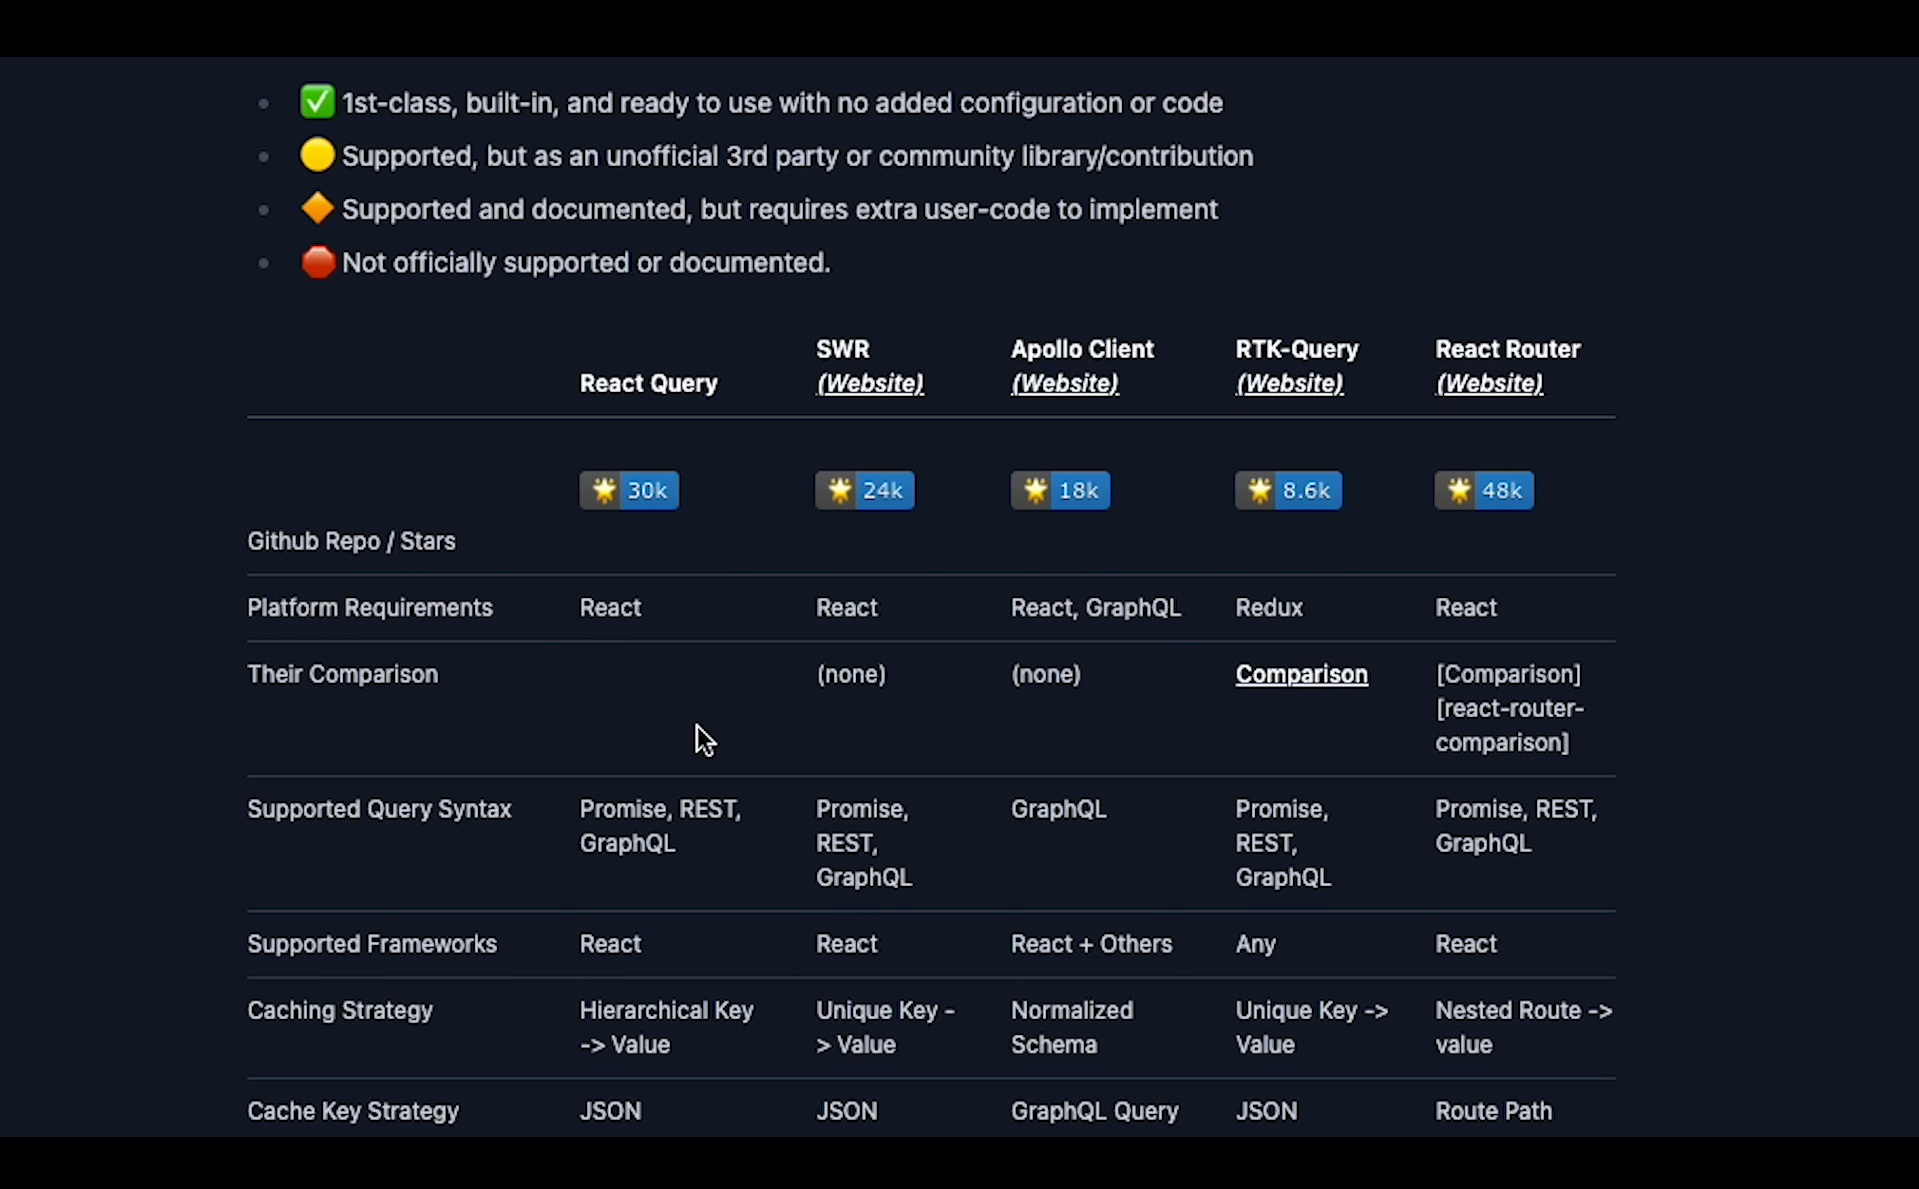 ✅ 1st-class, built-in, and ready to use with no added configuration or code
🟡 Supported, but as an unofficial 3rd party or community library/contribution
🔶 Supported and documented, but requires extra user-code to implement
🛑 Not officially supported or documented.
React Query
SWR
(Website)
Apollo Client
(Website)
RTK-Query
(Website)
React Router
(Website)
Github Repo / Stars
30k
24k
18k
8.6k
48k
Platform Requirements
React
React
React, GraphQL
Redux
React
Their Comparison
(none)
(none)
Comparison
[Comparison]
[react-router-
comparison]
Supported Query Syntax
Promise, REST,
GraphQL
Promise,
REST,
GraphQL
GraphQL
Promise,
REST,
GraphQL
Promise, REST,
GraphQL
Supported Frameworks
React
React
React + Others
Any
React
Caching Strategy
Hierarchical Key
-> Value
Unique Key -
> Value
Normalized
Schema
Unique Key ->
Value
Nested Route ->
value
Cache Key Strategy
JSON
JSON
GraphQL Query
JSON
Route Path